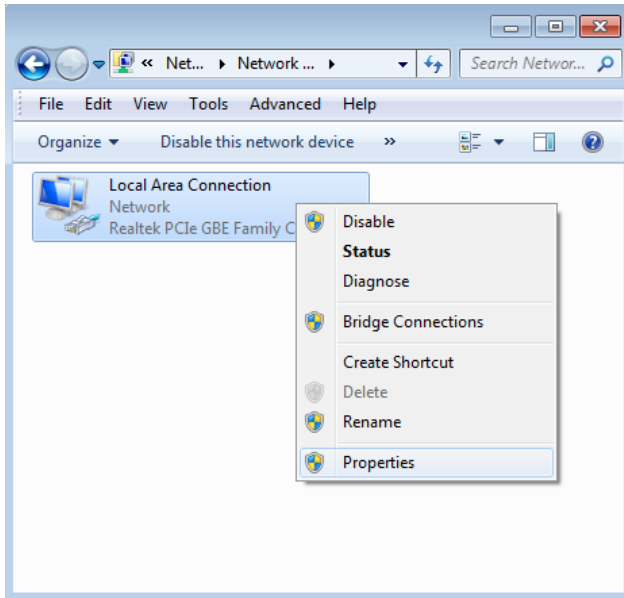 « Net... Network ... Search Networ...
File Edit View Tools Advanced Help
Organize Disable this network device »
Local Area Connection
Network
Realtek PCIe GBE Family C
Disable
Status
Diagnose
Bridge Connections
Create Shortcut
Delete
Rename
Properties